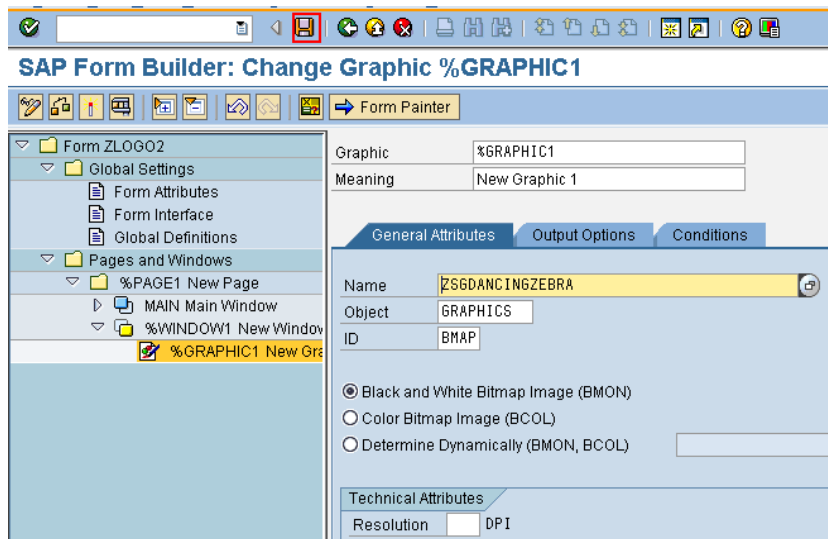 SAP Form Builder: Change Graphic %GRAPHIC1
Form Painter
Form ZLOGO2
Global Settings
Form Attributes
Form Interface
Global Definitions
Pages and Windows
%PAGE1 New Page
MAIN Main Window
%WINDOW1 New Window
%GRAPHIC1 New Gra
Graphic %GRAPHIC1
Meaning New Graphic 1
General Attributes Output Options Conditions
Name ZSGDANCINGZEBRA
Object GRAPHICS
ID BMAP
Black and White Bitmap Image (BMON)
Color Bitmap Image (BCOL)
Determine Dynamically (BMON, BCOL)
Technical Attributes
Resolution DPI